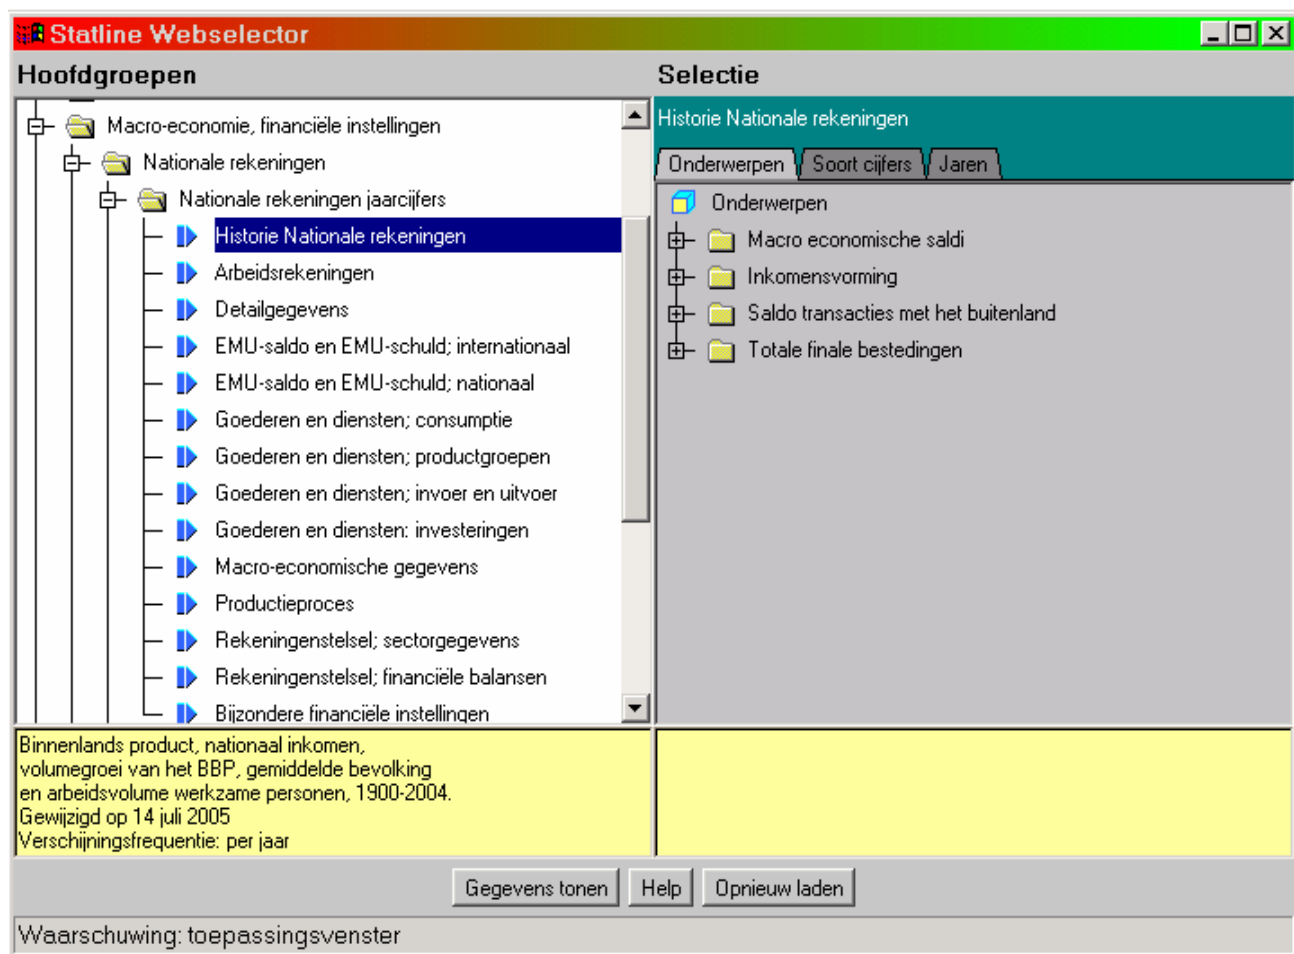 Statline Webselector
Hoofdgroepen
Macro-economie, financiële instellingen
Nationale rekeningen
Nationale rekeningen jaarcijfers
Historie Nationale rekeningen
Arbeidsrekeningen
Detailgegevens
EMU-saldo en EMU-schuld; internationaal
EMU-saldo en EMU-schuld; nationaal
Goederen en diensten; consumptie
Goederen en diensten; productgroepen
Goederen en diensten; invoer en uitvoer
Goederen en diensten: investeringen
Macro-economische gegevens
Productieproces
Rekeningenstelsel; sectorgegevens
Rekeningenstelsel; financiële balansen
Bijzondere financiële instellingen
Binnenlands product, nationaal inkomen,
volumegroei van het BBP, gemiddelde bevolking
en arbeidsvolume werkzame personen, 1900-2004.
Gewijzigd op 14 juli 2005
Verschijningsfrequentie: per jaar
Selectie
Historie Nationale rekeningen
Onderwerpen Soort cijfers Jaren
Onderwerpen
Macro economische saldi
Inkomensvorming
Saldo transacties met het buitenland
Totale finale bestedingen
Gegevens tonen Help Opnieuw laden
Waarschuwing: toepassingsvenster